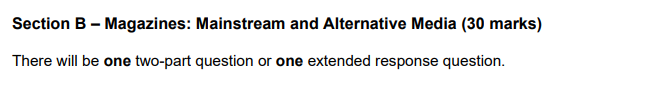 Section B – Magazines: Mainstream and Alternative Media (30 marks)
There will be one two-part question or one extended response question.